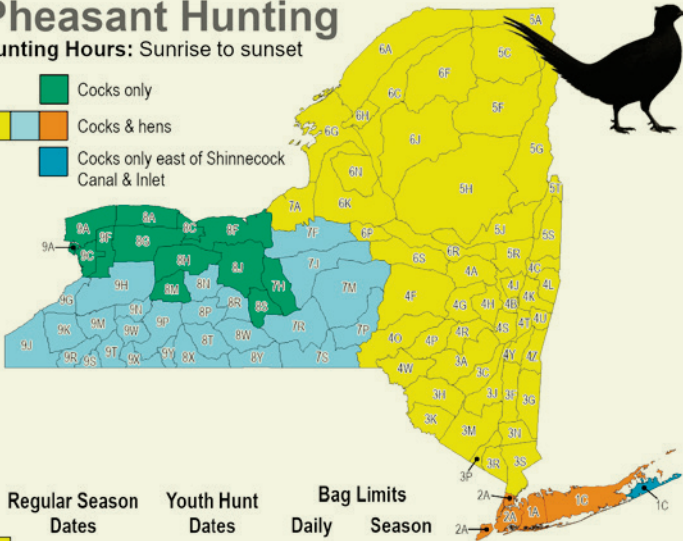 Pheasant Hunting
unting Hours: Sunrise to sunset
Cocks only
Cocks & hens
Cocks only east of Shinnecock
Canal & Inlet
5A
6A
5C
6F
6C
5F
6H
6G
6J
5G
6N
5H
5T
6K
7A
8A
9A
8C
8F
7F
6P
5J
5S
9F
8G
9A
6R
5R
9C
6S
8H
7J
4A
4C
8J
9H
8N
7H
7M
4J
4L
8M
4F
4K
9G
8R
8S
4G
4H
4B
9N
8P
4U
9K
9M
9P
7R
4T
9W
7P
4R
4S
8W
4O
4P
9J
8T
9R
9S
9T
9X
9Y
8X
8Y
7S
3A
4Y
4Z
4W
3C
3H
3J
3F
3G
3K
3M
3N
3P
3R
3S
2A
1C
2A
1A
1C
2A
Regular Season
Youth Hunt
Bag Limits
Dates
Dates
Daily
Season